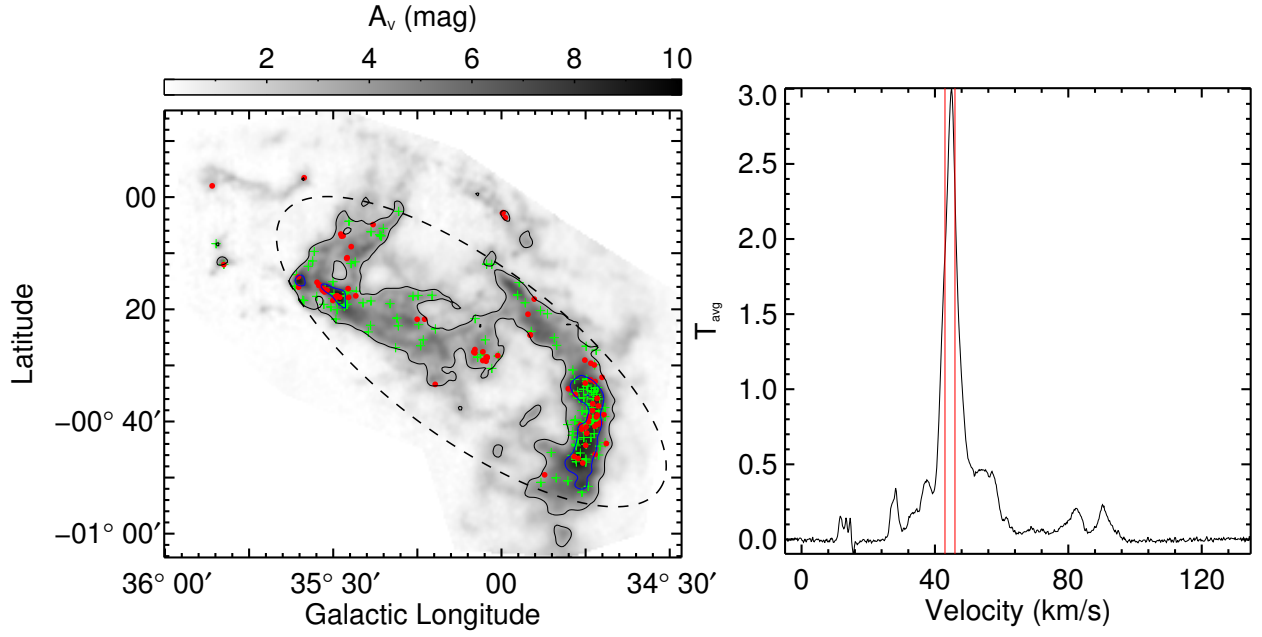 A_v (mag)
2 4 6 8 10
00
20
−00° 40′
−01° 00′
Latitude
36° 00′ 35° 30′ 00 34° 30′
Galactic Longitude
3.0
2.5
2.0
1.5
1.0
0.5
0.0
T_avg
0 40 80 120
Velocity (km/s)